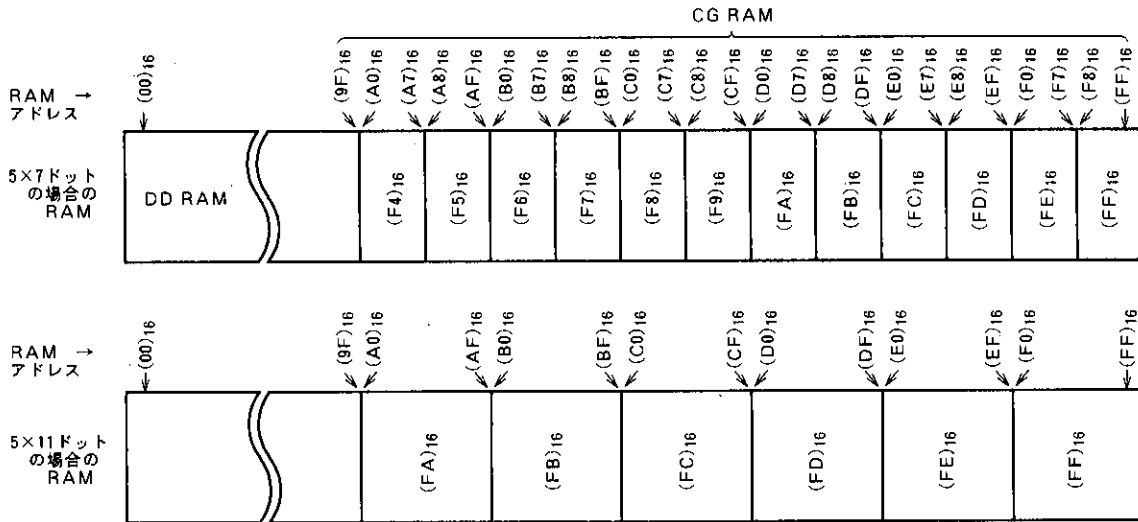 CG RAM
RAM →
アドレス
(00)16
(9F)16
(A0)16
(A7)16
(A8)16
(AF)16
(B0)16
(B7)16
(B8)16
(BF)16
(C0)16
(C7)16
(C8)16
(CF)16
(D0)16
(D7)16
(D8)16
(DF)16
(E0)16
(E7)16
(E8)16
(EF)16
(F0)16
(F7)16
(F8)16
(FF)16
5×7ドット
の場合の
RAM
DD RAM
(F4)16
(F5)16
(F6)16
(F7)16
(F8)16
(F9)16
(FA)16
(FB)16
(FC)16
(FD)16
(FE)16
(FF)16
RAM →
アドレス
(00)16
(9F)16
(A0)16
(AF)16
(B0)16
(BF)16
(C0)16
(CF)16
(D0)16
(DF)16
(E0)16
(EF)16
(F0)16
(FF)16
5×11ドット
の場合の
RAM
(FA)16
(FB)16
(FC)16
(FD)16
(FE)16
(FF)16